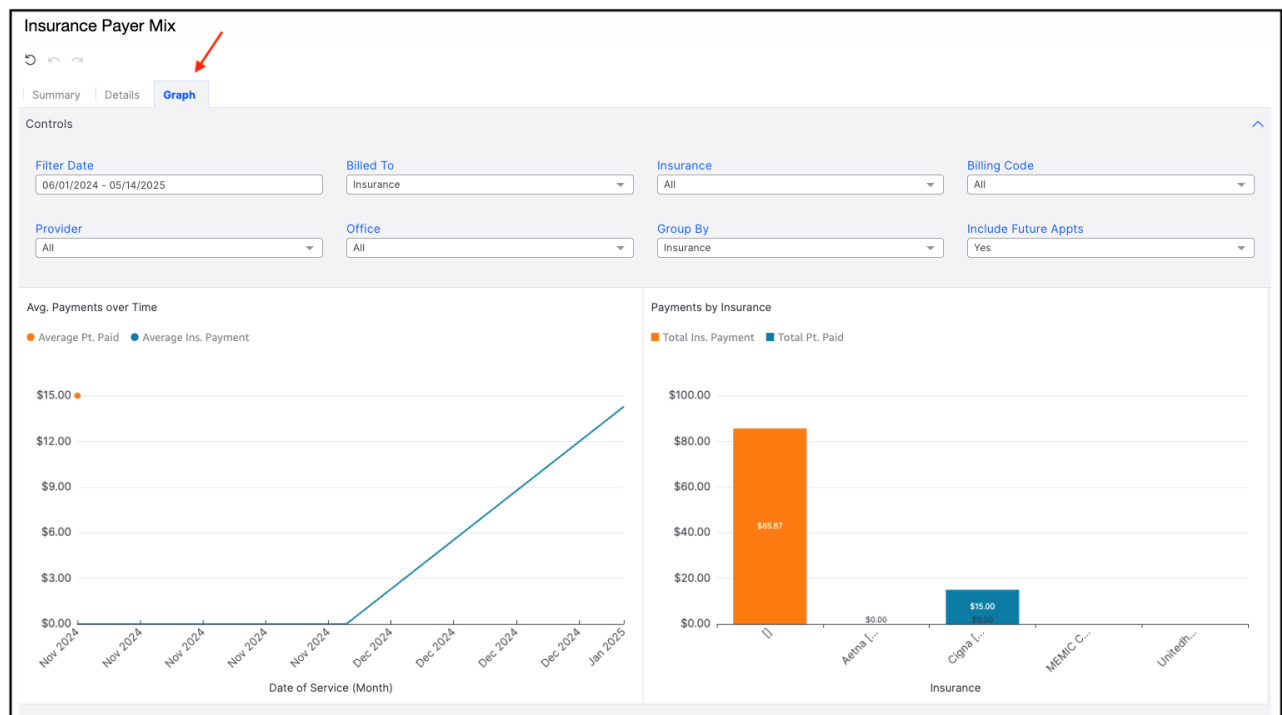 Insurance Payer Mix
Summary Details Graph
Controls
Filter Date Billed To Insurance Billing Code
06/01/2024 - 05/14/2025 Insurance All All
Provider Office Group By Include Future Appts
All All Insurance Yes
Avg. Payments over Time
Average Pt. Paid Average Ins. Payment
$15.00
$12.00
$9.00
$6.00
$3.00
$0.00
Nov 2024 Nov 2024 Nov 2024 Nov 2024 Nov 2024 Dec 2024 Dec 2024 Dec 2024 Dec 2024 Jan 2025
Date of Service (Month)
Payments by Insurance
Total Ins. Payment Total Pt. Paid
$100.00
$80.00
$60.00
$40.00
$20.00
$0.00
$85.67
$0.00
$15.00
$0.00
[] Aetna [... Cigna [... MEMIC C... Unitedh...
Insurance